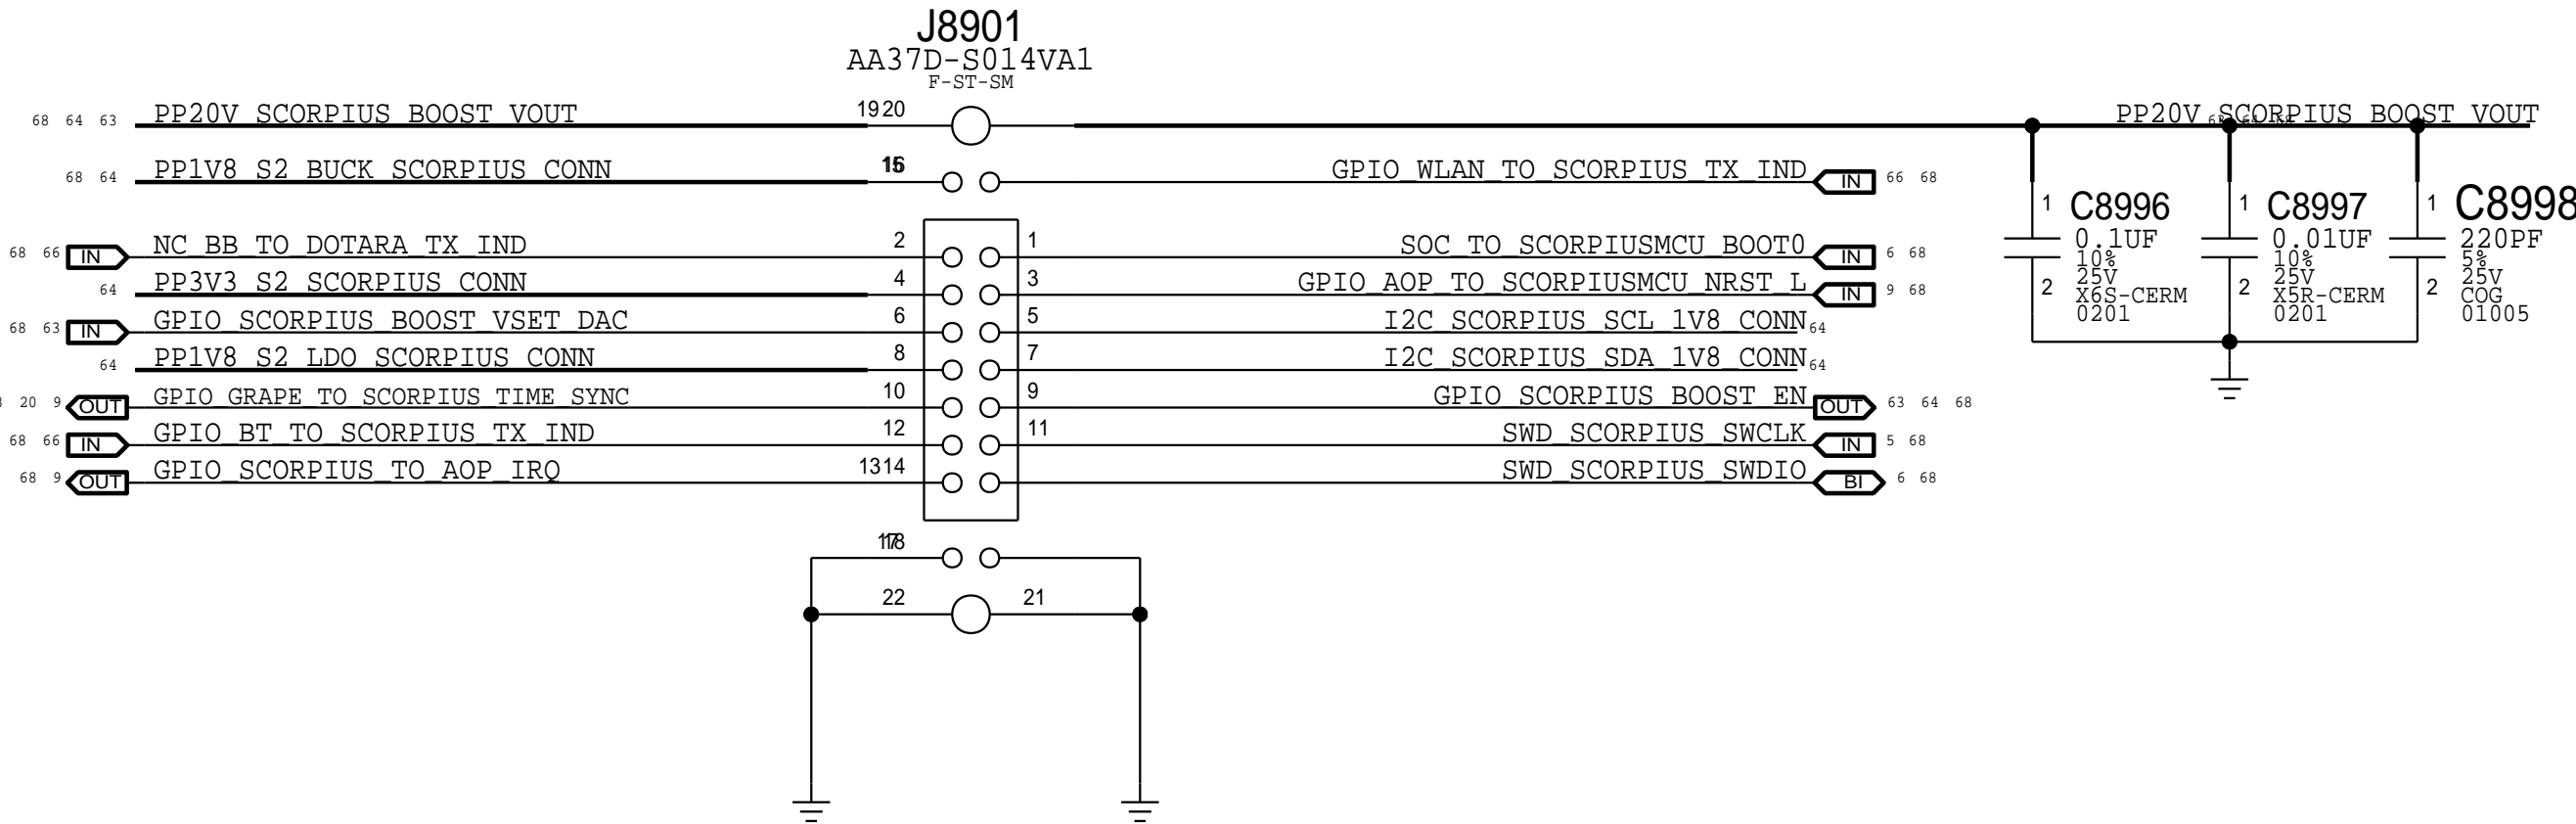 J8901
AA37D-S014VA1
F-ST-SM
68 64 63 PP20V_SCORPIUS_BOOST_VOUT 1920 PP20V_SCORPIUS_BOOST_VOUT
68 64 PP1V8_S2_BUCK_SCORPIUS_CONN 16 15 GPIO_WLAN_TO_SCORPIUS_TX_IND IN 66 68
68 66 IN NC_BB_TO_DOTARA_TX_IND 2 1 SOC_TO_SCORPIUSMCU_BOOT0 IN 6 68
64 PP3V3_S2_SCORPIUS_CONN 4 3 GPIO_AOP_TO_SCORPIUSMCU_NRST_L IN 9 68
68 63 IN GPIO_SCORPIUS_BOOST_VSET_DAC 6 5 I2C_SCORPIUS_SCL_1V8_CONN 64
64 PP1V8_S2_LDO_SCORPIUS_CONN 8 7 I2C_SCORPIUS_SDA_1V8_CONN 64
20 9 OUT GPIO_GRAPE_TO_SCORPIUS_TIME_SYNC 10 9 GPIO_SCORPIUS_BOOST_EN OUT 63 64 68
68 66 IN GPIO_BT_TO_SCORPIUS_TX_IND 12 11 SWD_SCORPIUS_SWCLK IN 5 68
68 9 OUT GPIO_SCORPIUS_TO_AOP_IRQ 1314 SWD_SCORPIUS_SWDIO BI 6 68
17 18
22 21
1 C8996
0.1UF
10%
25V
2 X6S-CERM
0201
1 C8997
0.01UF
10%
25V
2 X5R-CERM
0201
1 C8998
220PF
5%
25V
2 COG
01005